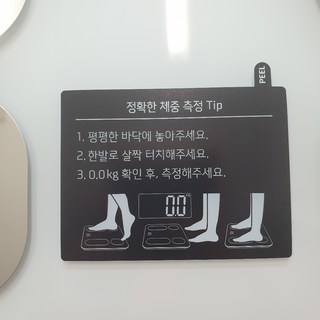 PEEL
정확한 체중 측정 Tip
1. 평평한 바닥에 놓아주세요.
2. 한발로 살짝 터치해주세요.
3. 0.0kg 확인 후, 측정해주세요.
0.0